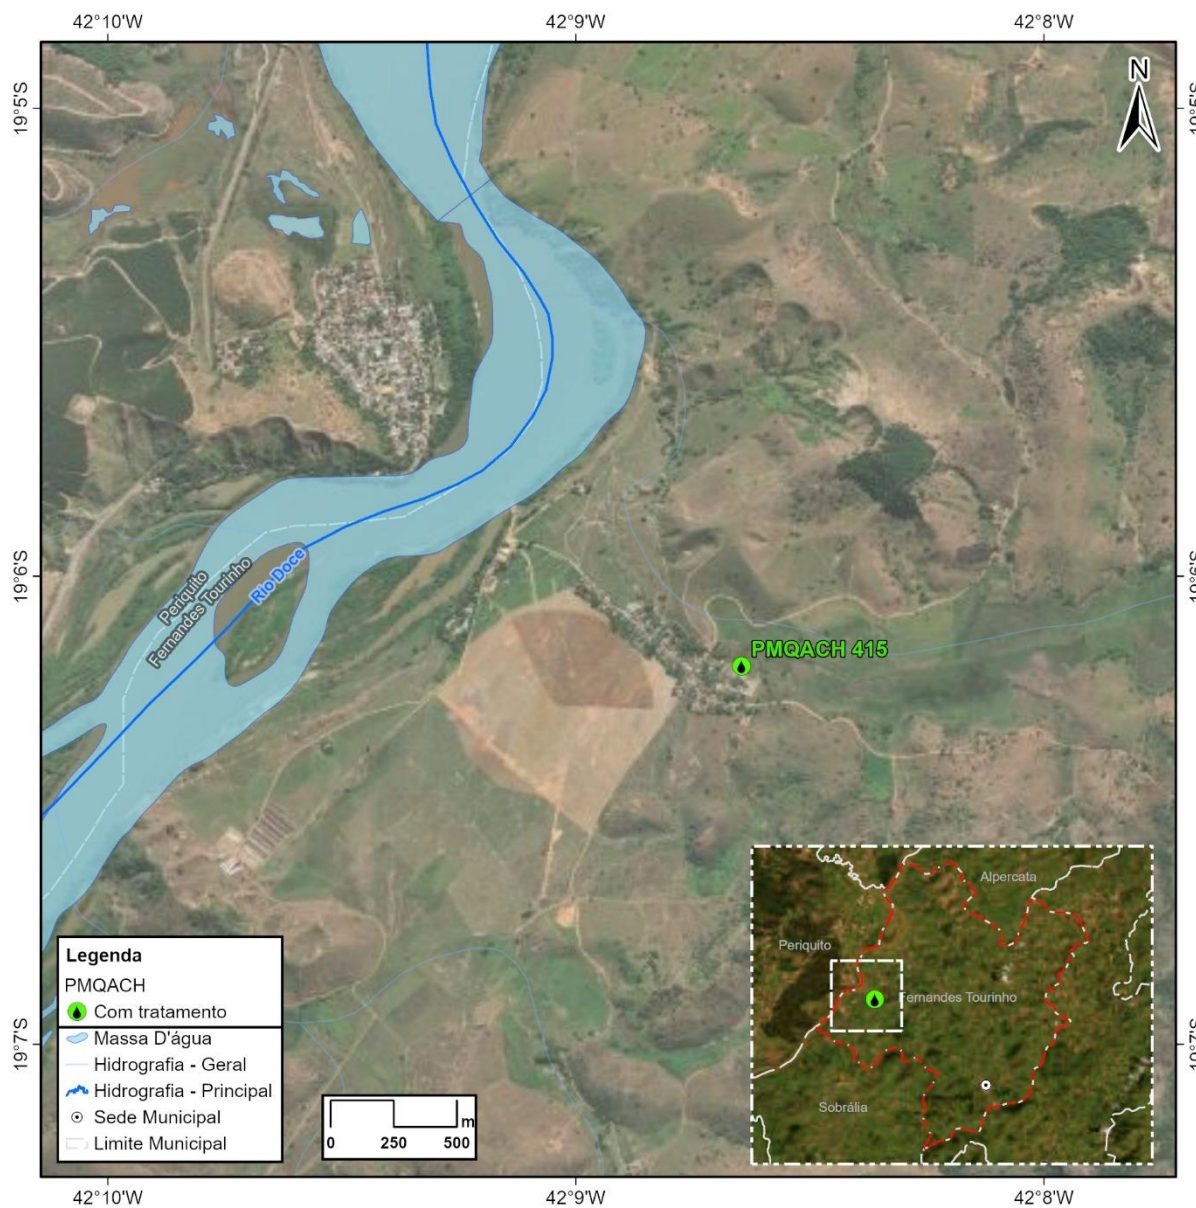 42°10'W
42°9'W
42°8'W
19°5'S
19°5'S
N
Periquito
Fernandes Tourinho
Rio Doce
19°6'S
19°6'S
PMQACH 415
Alpercata
Periquito
Fernandes Tourinho
Sobrália
Legenda
PMQACH
Com tratamento
Massa D'água
Hidrografia - Geral
Hidrografia - Principal
Sede Municipal
Limite Municipal
m
0 250 500
19°7'S
19°7'S
42°10'W
42°9'W
42°8'W